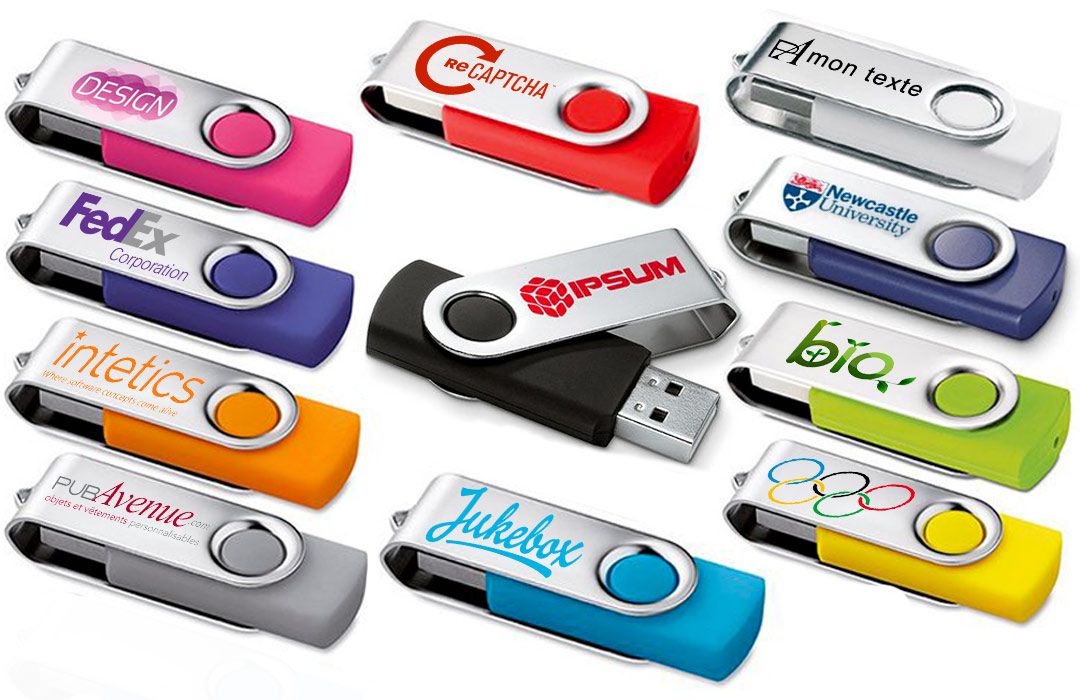 DESIGN
ReCAPTCHA
A mon texte
FedEx
Corporation
Newcastle
University
IPSUM
intetics
Where software concepts come alive
bio
PUBAvenue.com
objets et vêtements personnalisables
Jukebox